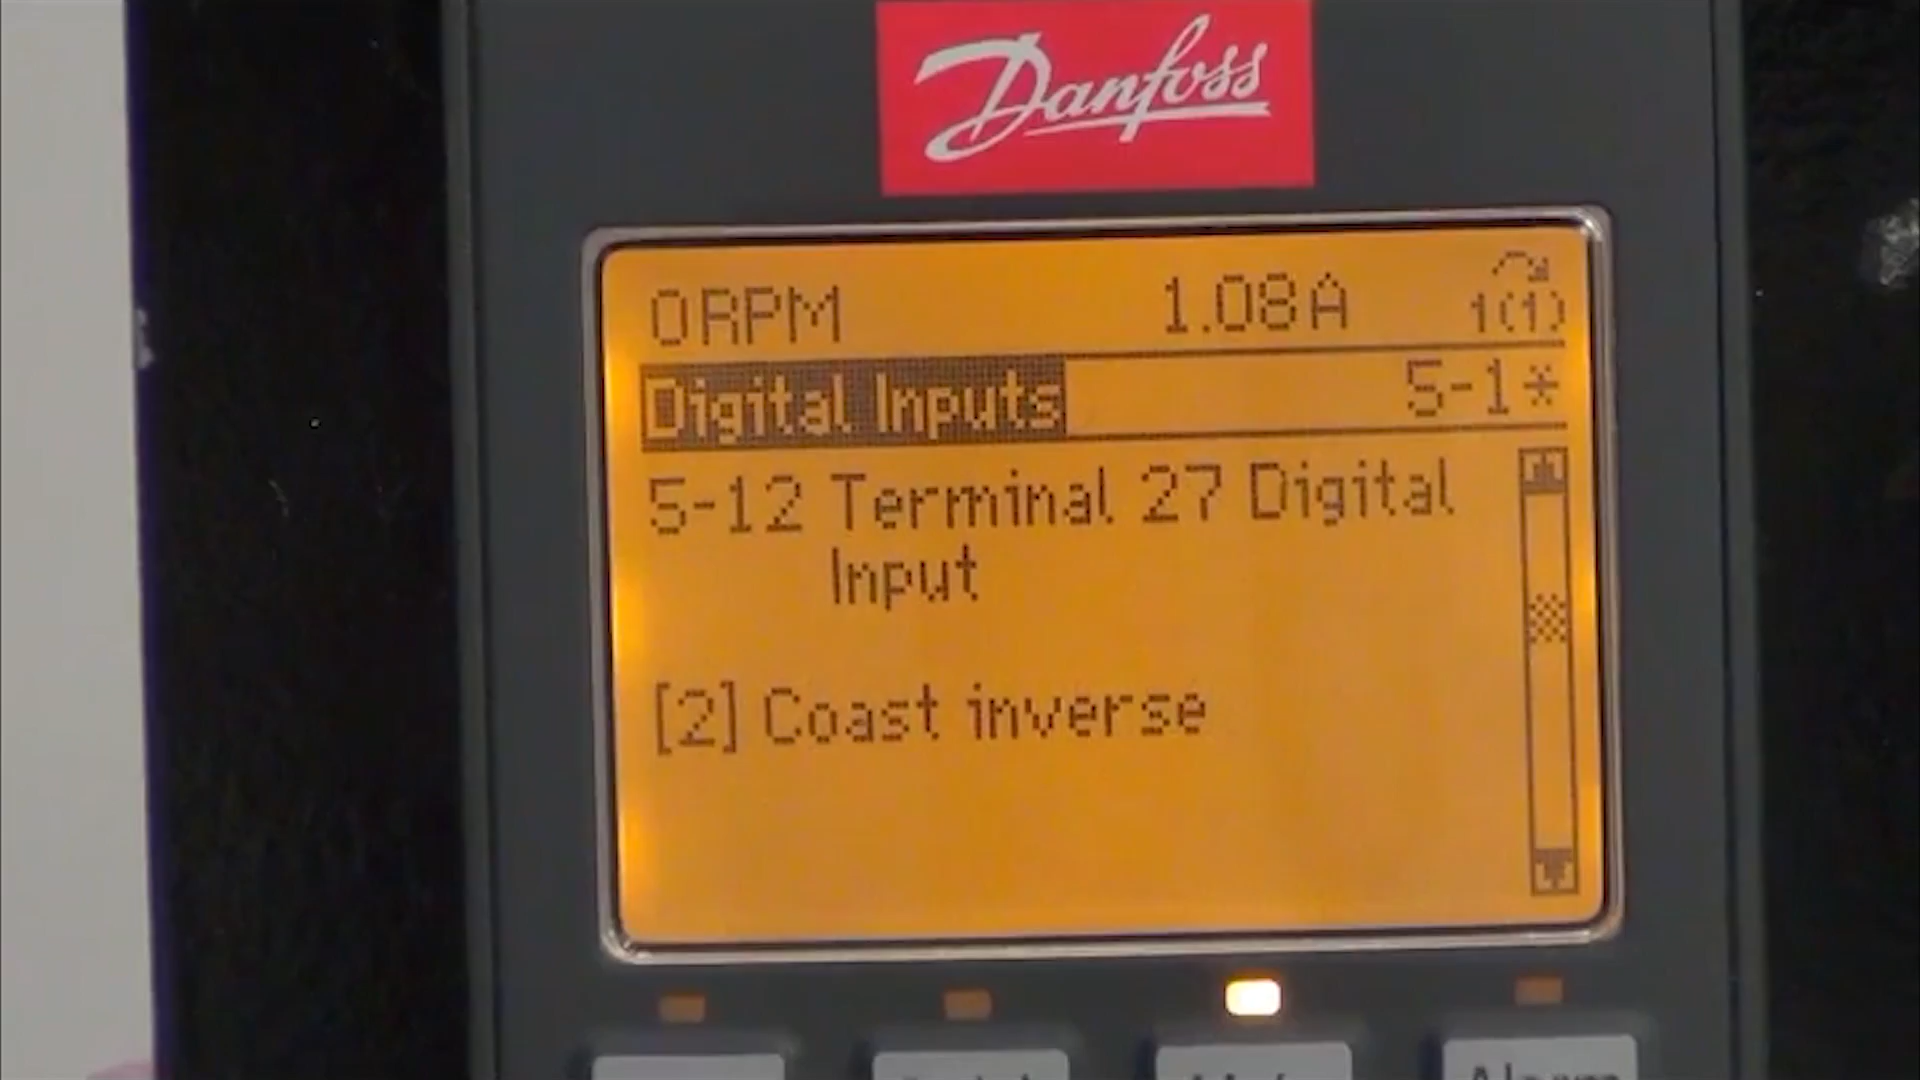 Danfoss
0RPM 1.08A 1(1)
Digital Inputs 5-1*
5-12 Terminal 27 Digital
Input
[2] Coast inverse